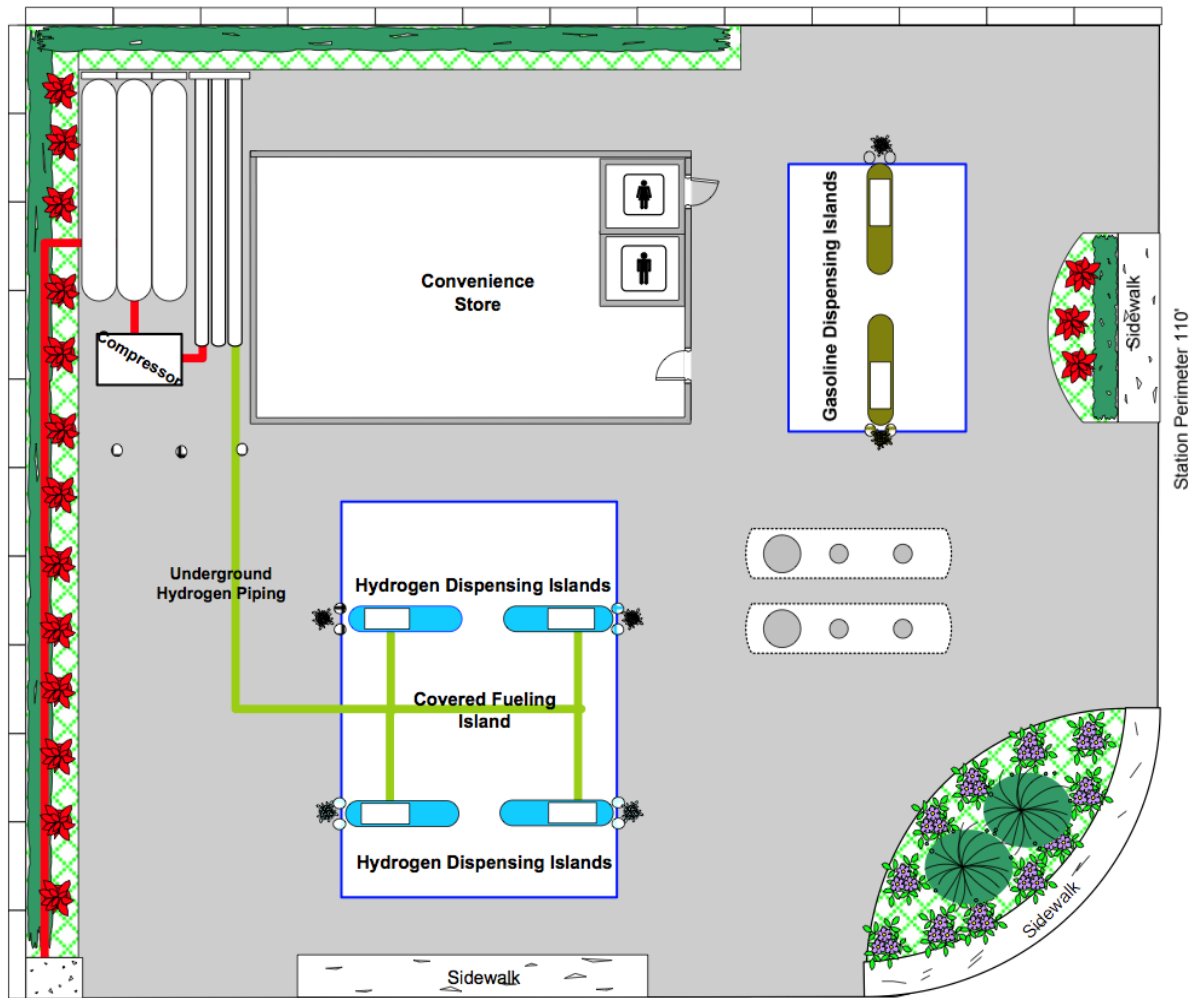 Convenience
Store
Gasoline Dispensing Islands
Sidewalk
Station Perimeter 110'
Compressor
Underground
Hydrogen Piping
Hydrogen Dispensing Islands
Covered Fueling
Island
Hydrogen Dispensing Islands
Sidewalk
Sidewalk